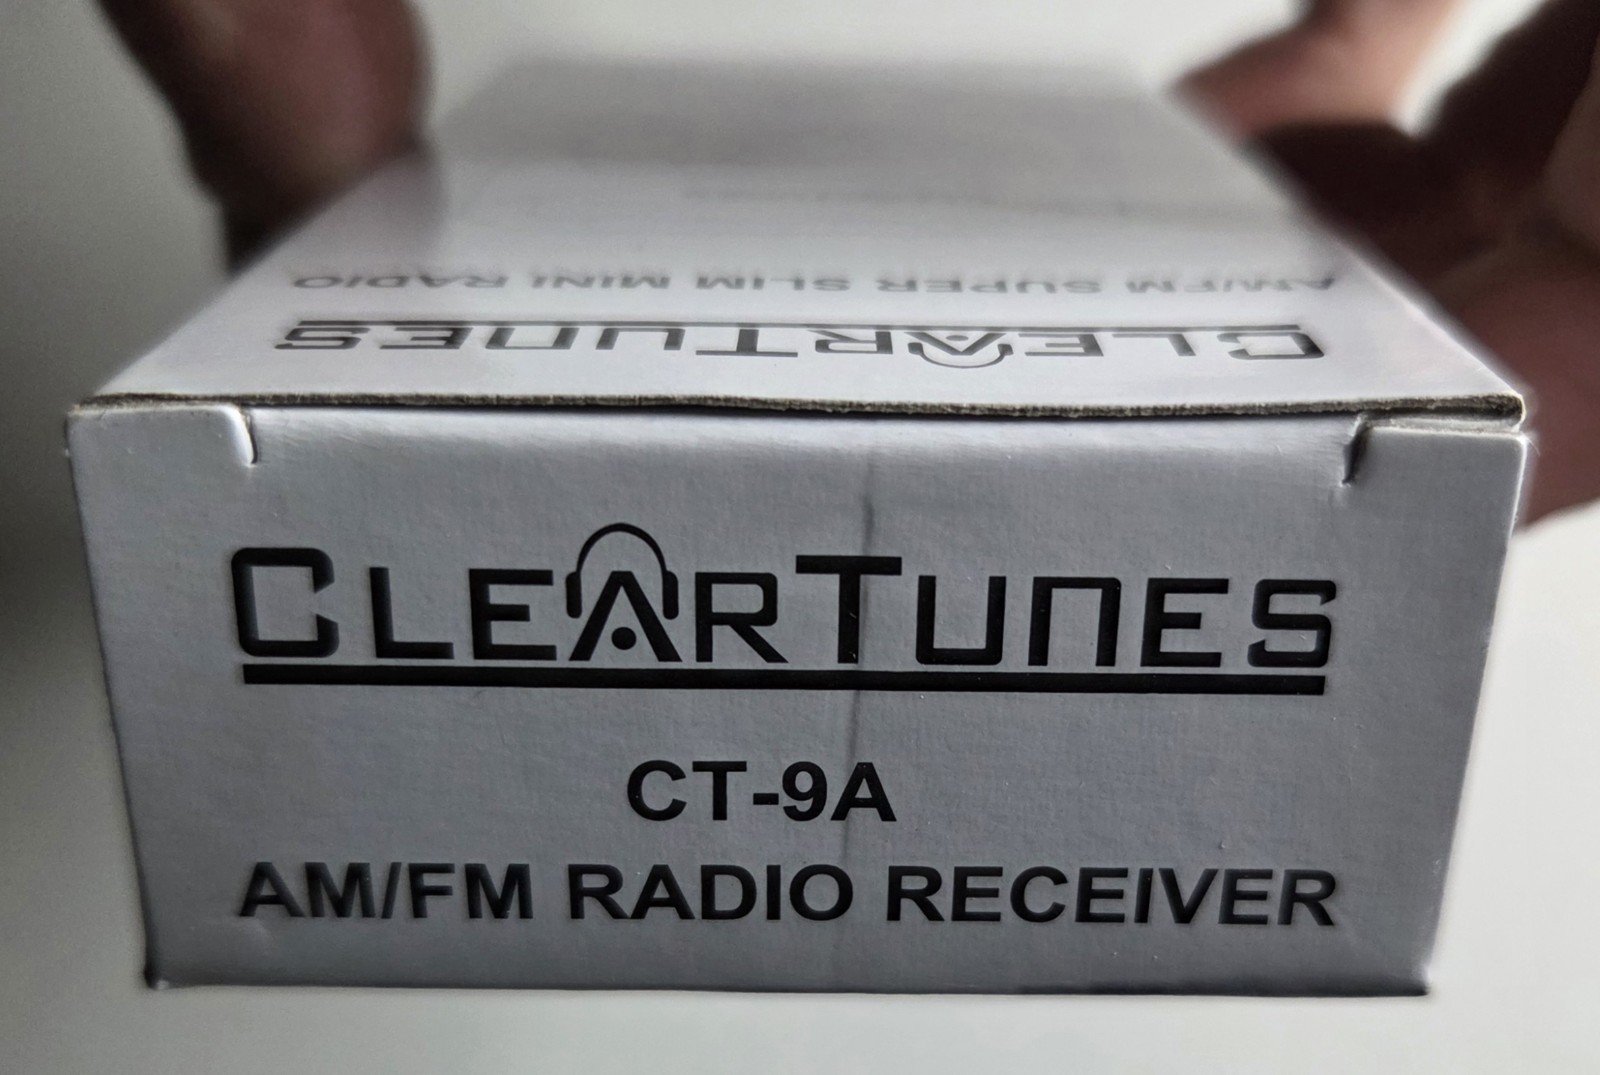 AM/FM SUPER SLIM MINI RADIO
CLEARTUNES
CLEARTUNES
CT-9A
AM/FM RADIO RECEIVER